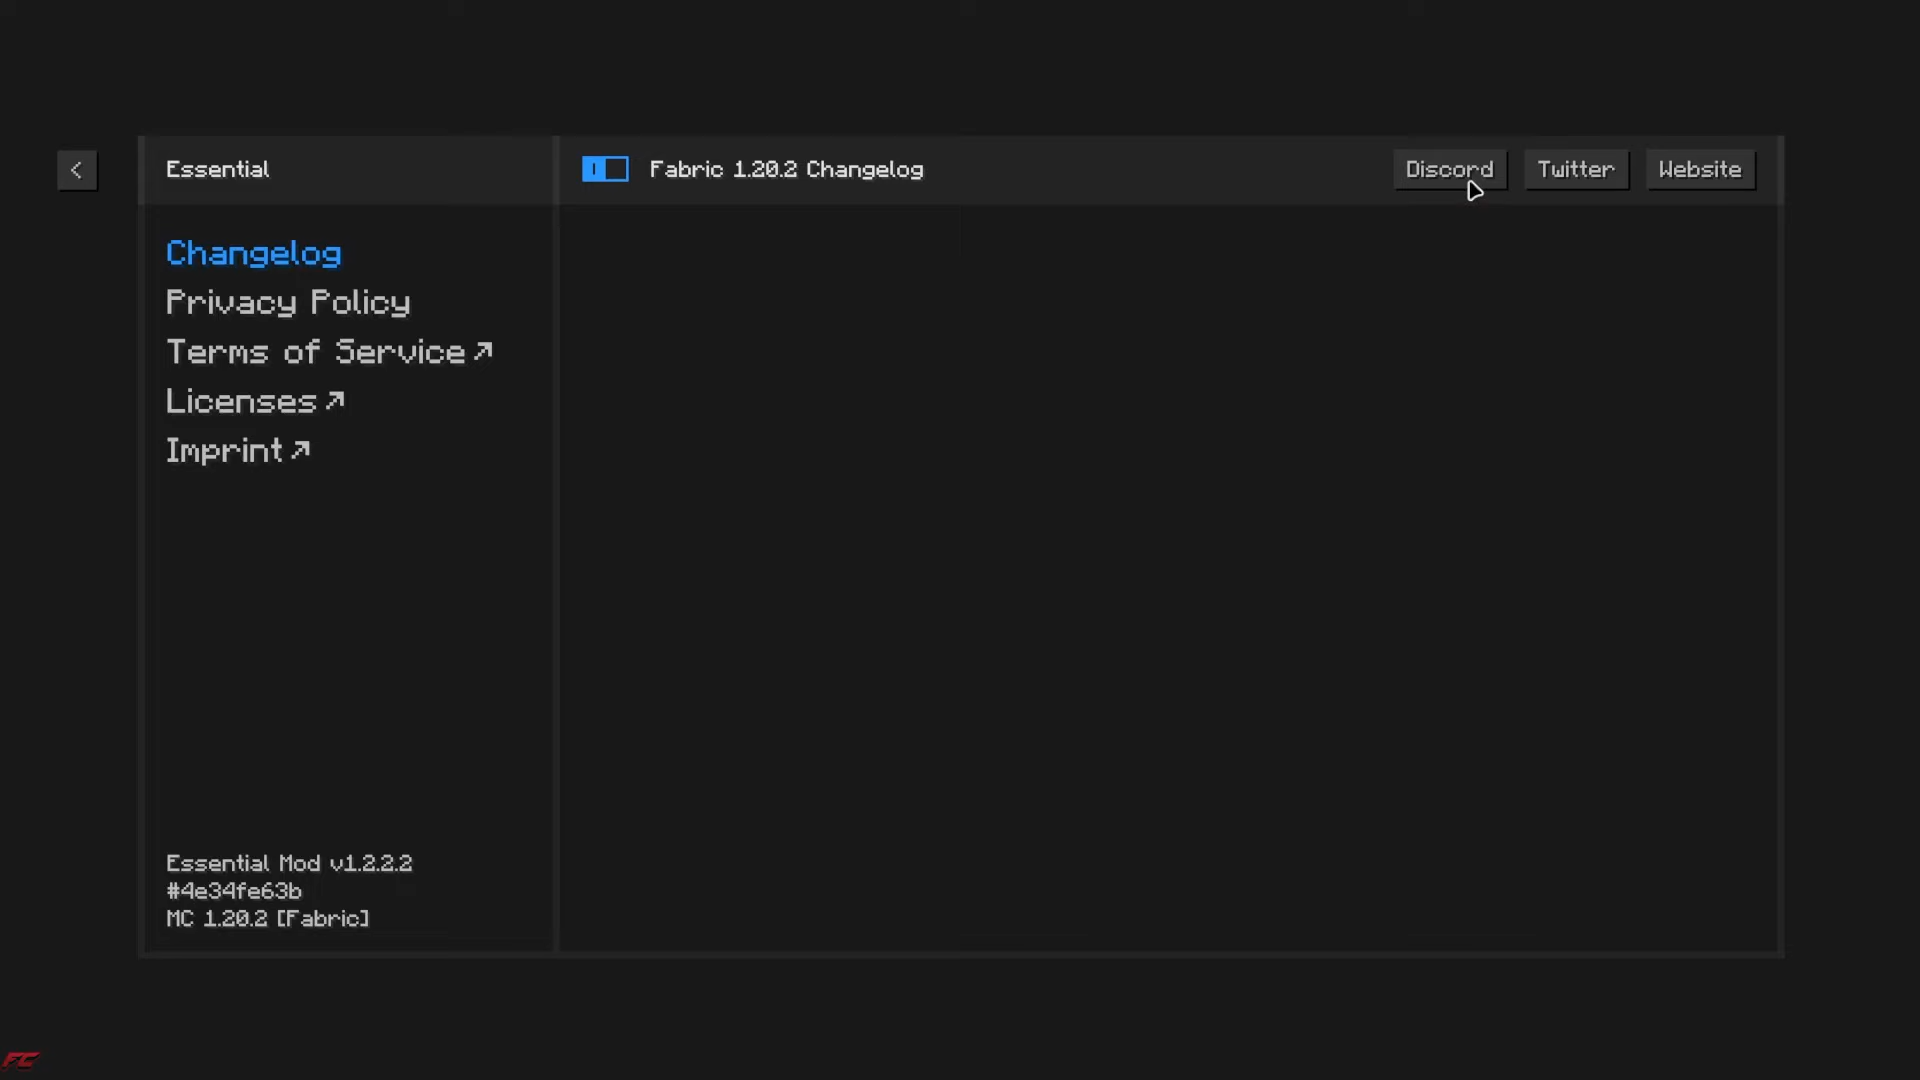 Essential
Fabric 1.20.2 Changelog
Discord
Twitter
Website
Changelog
Privacy Policy
Terms of Service
Licenses
Imprint
Essential Mod v1.2.2.2
#4e34fe63b
MC 1.20.2 [Fabric]
FC